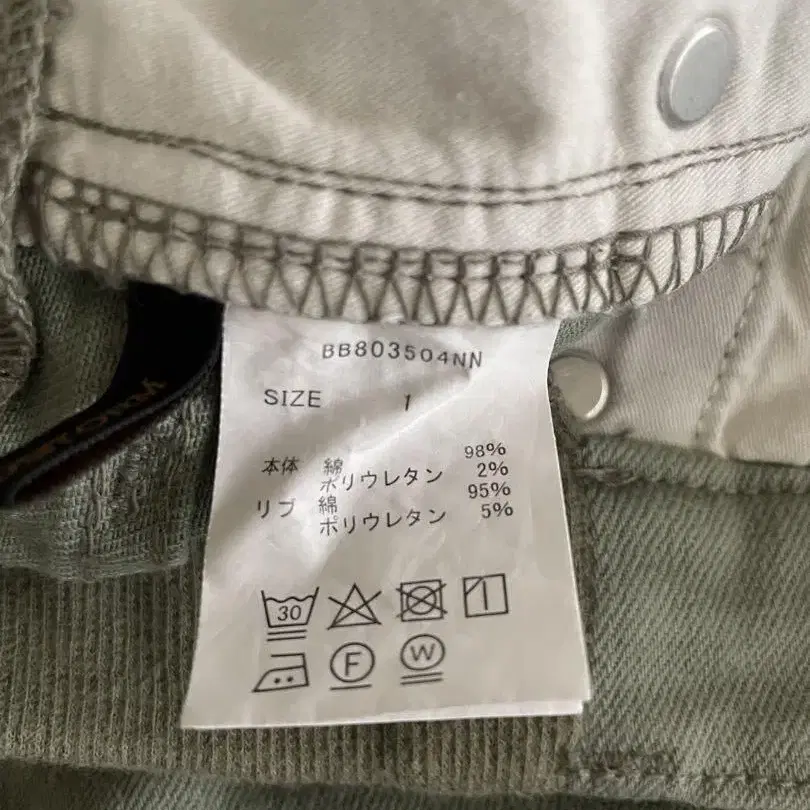 BB803504NN
SIZE 1
本体 綿 98%
ポリウレタン 2%
リブ 綿 95%
ポリウレタン 5%
30
F W